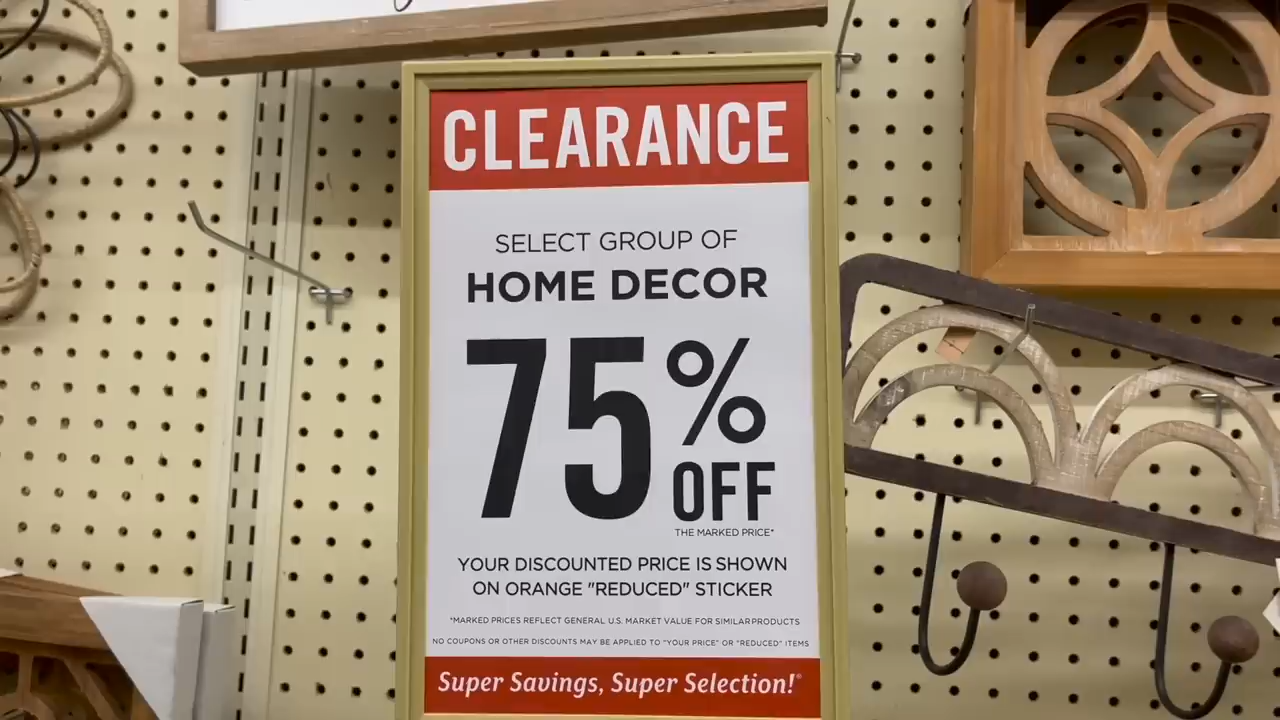 CLEARANCE
SELECT GROUP OF
HOME DECOR
75% OFF
THE MARKED PRICE*
YOUR DISCOUNTED PRICE IS SHOWN
ON ORANGE "REDUCED" STICKER
*MARKED PRICES REFLECT GENERAL U.S. MARKET VALUE FOR SIMILAR PRODUCTS
NO COUPONS OR OTHER DISCOUNTS MAY BE APPLIED TO "YOUR PRICE" OR "REDUCED" ITEMS
Super Savings, Super Selection!®